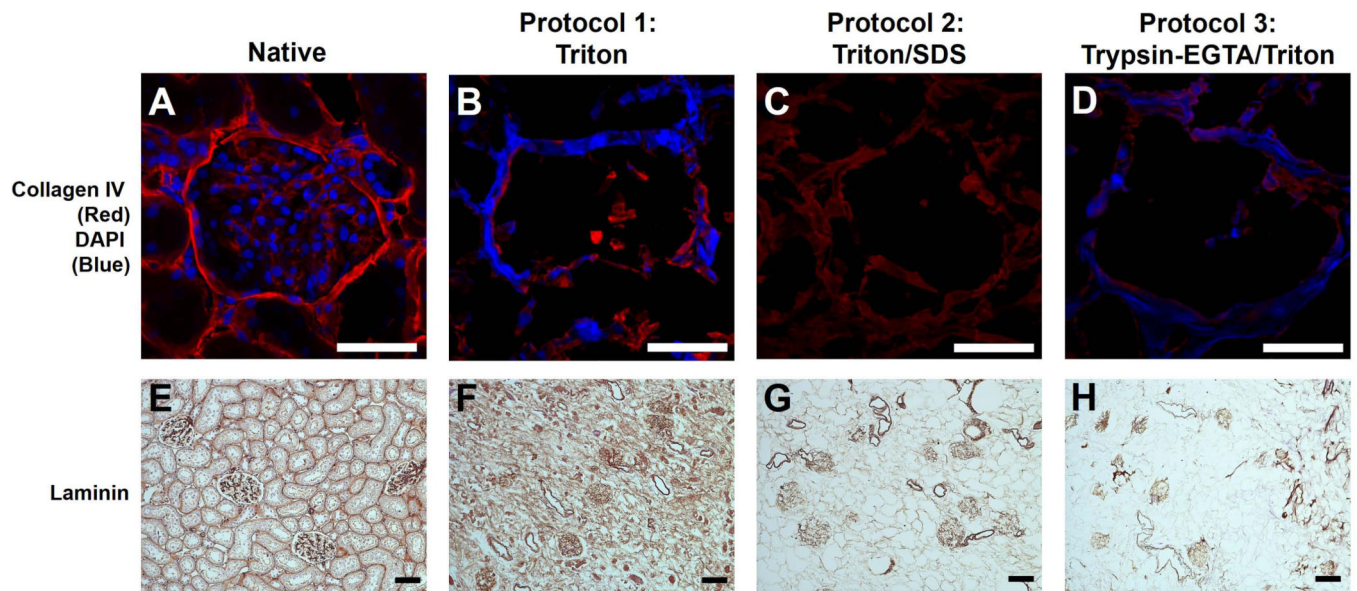 Native
Protocol 1:
Triton
Protocol 2:
Triton/SDS
Protocol 3:
Trypsin-EGTA/Triton
Collagen IV
(Red)
DAPI
(Blue)
A
B
C
D
Laminin
E
F
G
H